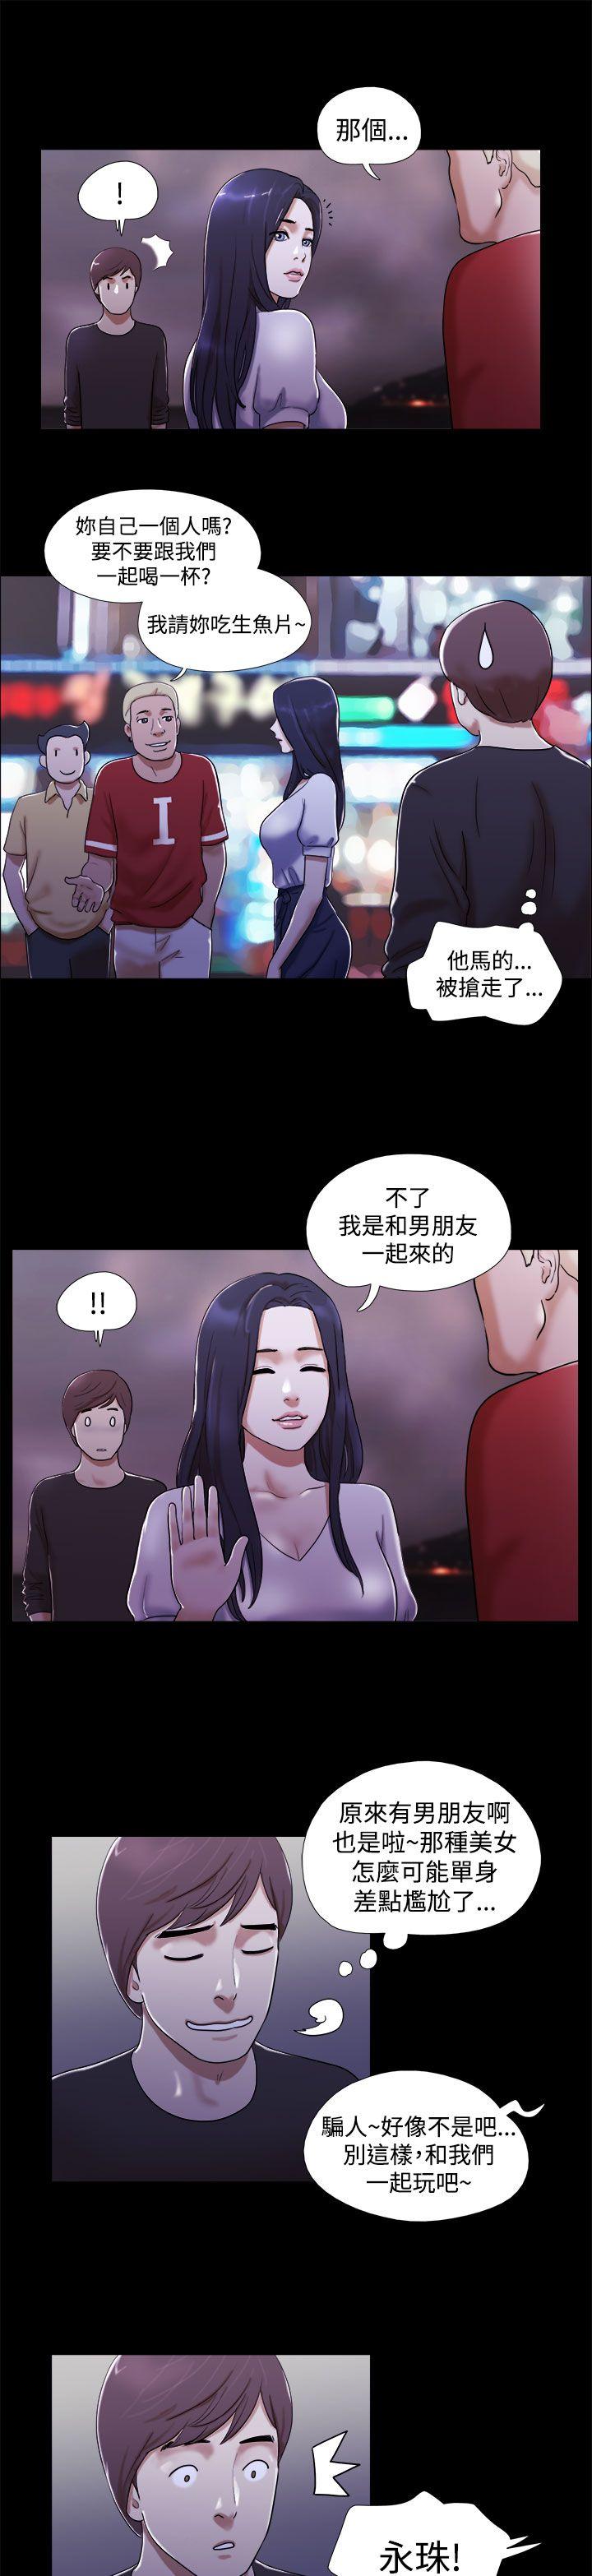 那個...
!
妳自己一個人嗎?
要不要跟我們
一起喝一杯?
我請妳吃生魚片~
I
他馬的...
被搶走了...
不了
我是和男朋友
一起來的
!!
原來有男朋友啊
也是啦~那種美女
怎麼可能單身
差點尷尬了...
騙人~好像不是吧...
別這樣,和我們
一起玩吧~
永珠!